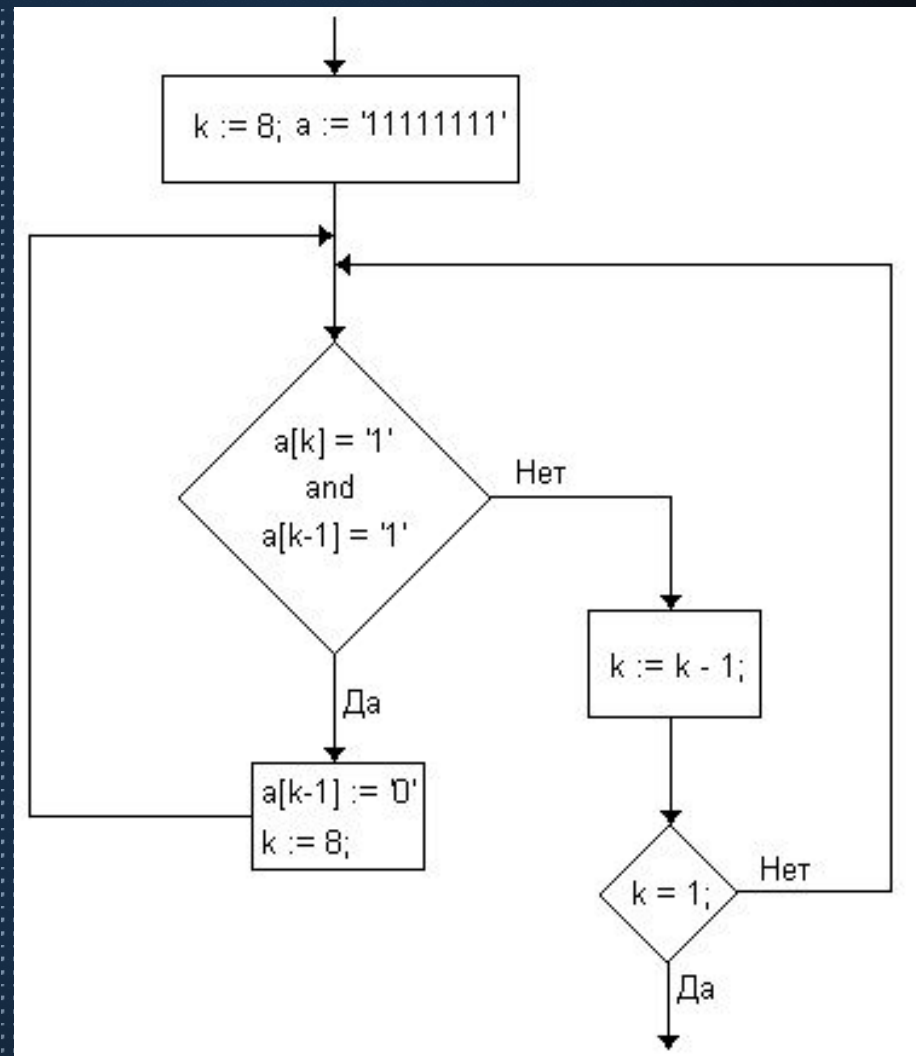 k := 8; a := '11111111'
a[k] = '1'
and
a[k-1] = '1'
Нет
k := k - 1;
Да
a[k-1] := '0'
k := 8;
k = 1;
Нет
Да